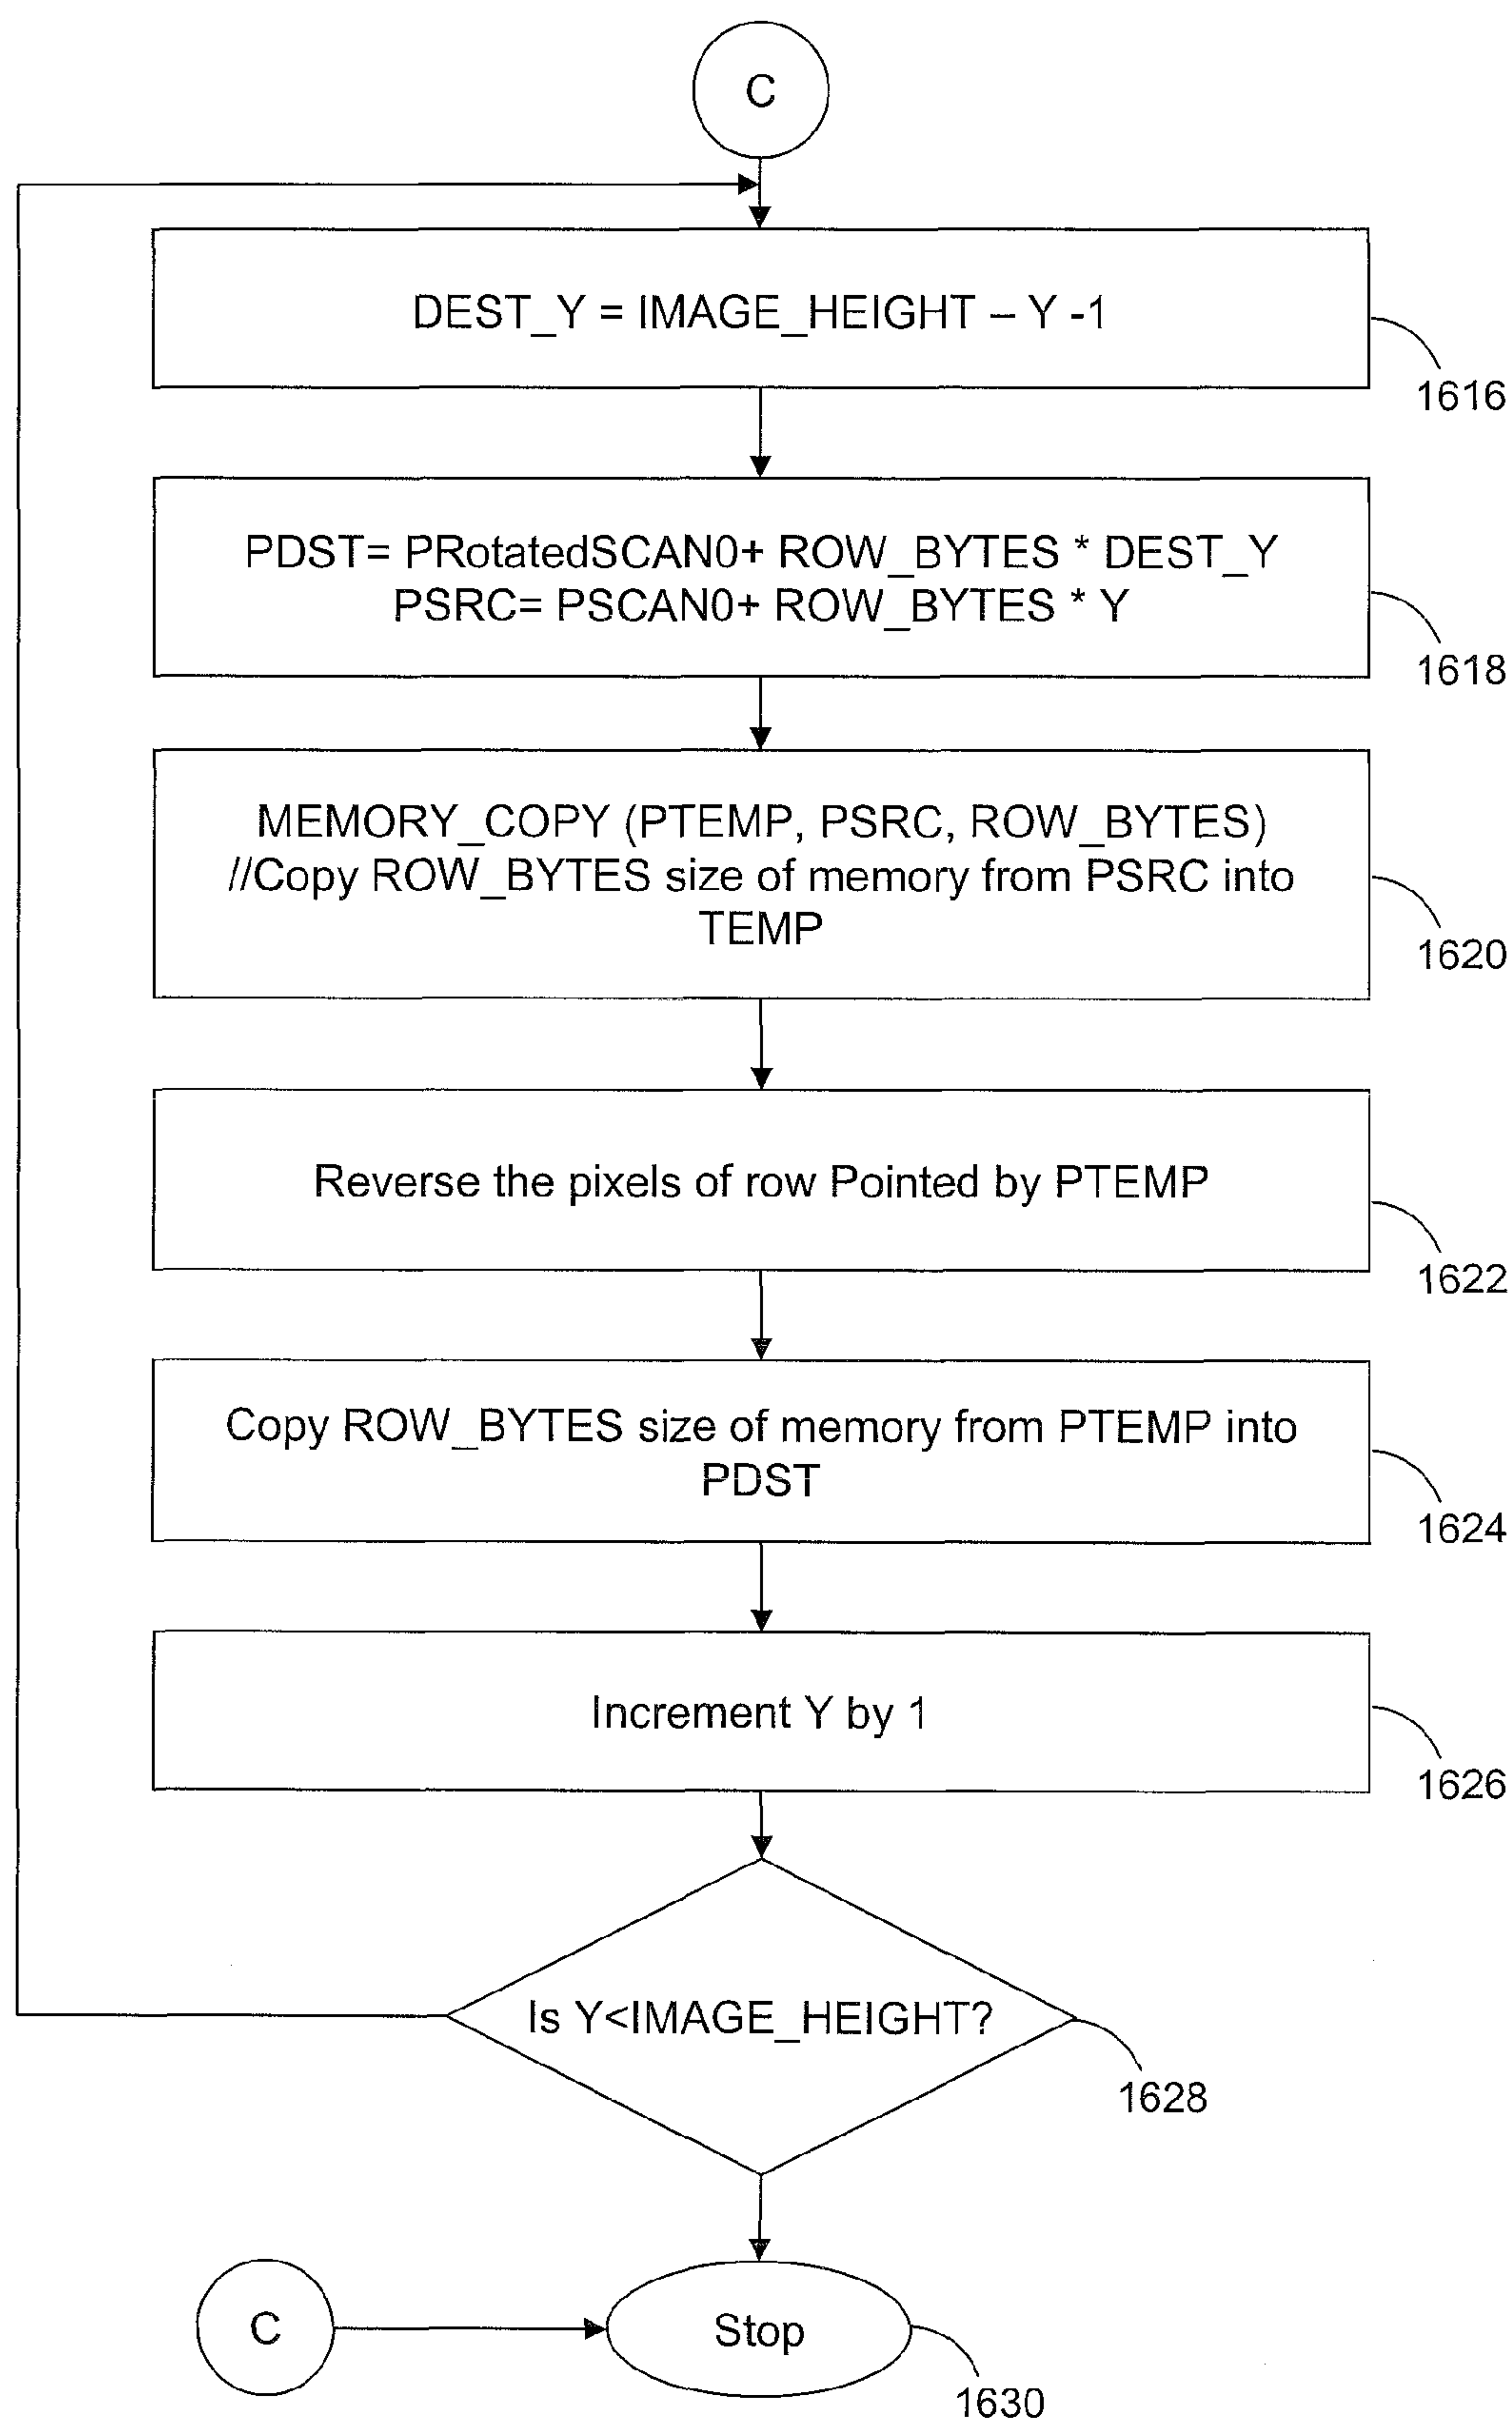 C
DEST_Y = IMAGE_HEIGHT – Y -1
1616
PDST= PRotatedSCAN0+ ROW_BYTES * DEST_Y
PSRC= PSCAN0+ ROW_BYTES * Y
1618
MEMORY_COPY (PTEMP, PSRC, ROW_BYTES)
//Copy ROW_BYTES size of memory from PSRC into
TEMP
1620
Reverse the pixels of row Pointed by PTEMP
1622
Copy ROW_BYTES size of memory from PTEMP into
PDST
1624
Increment Y by 1
1626
Is Y<IMAGE_HEIGHT?
1628
C
Stop
1630